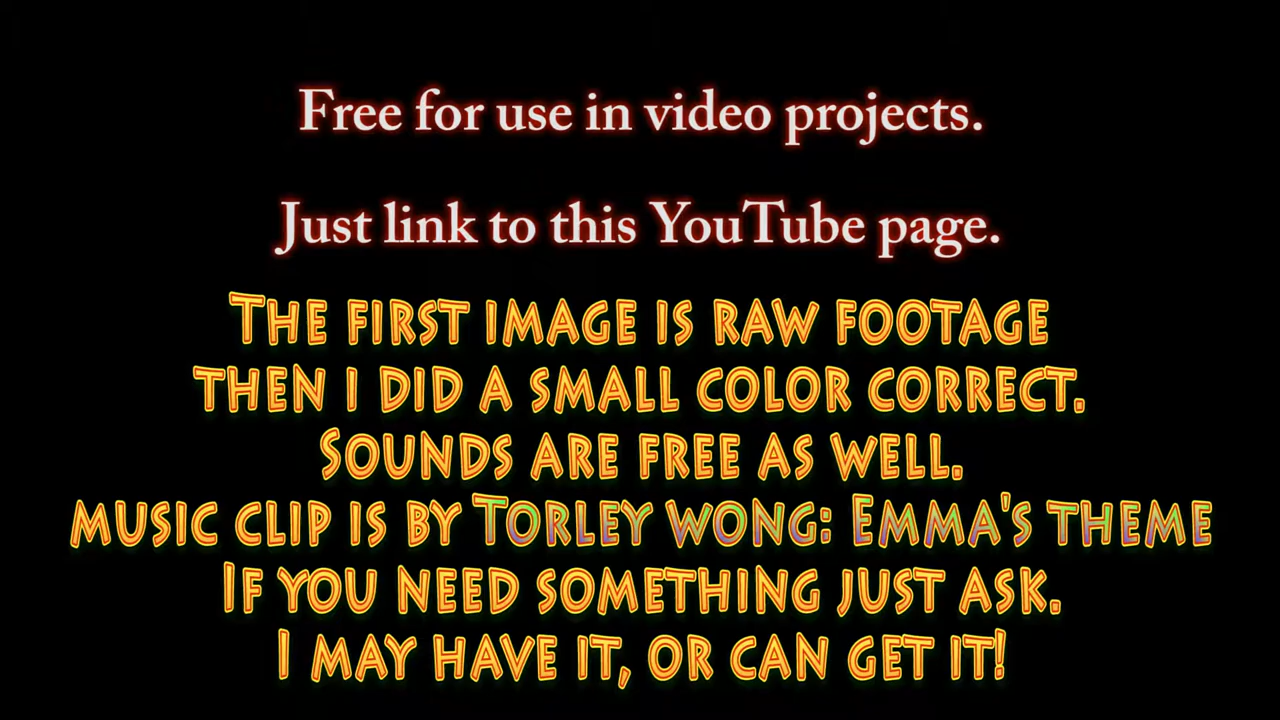 Free for use in video projects.
Just link to this YouTube page.
The first image is raw footage
then I did a small color correct.
Sounds are free as well.
music clip is by Torley wong: Emma's theme
If you need something just ask.
I may have it, or can get it!